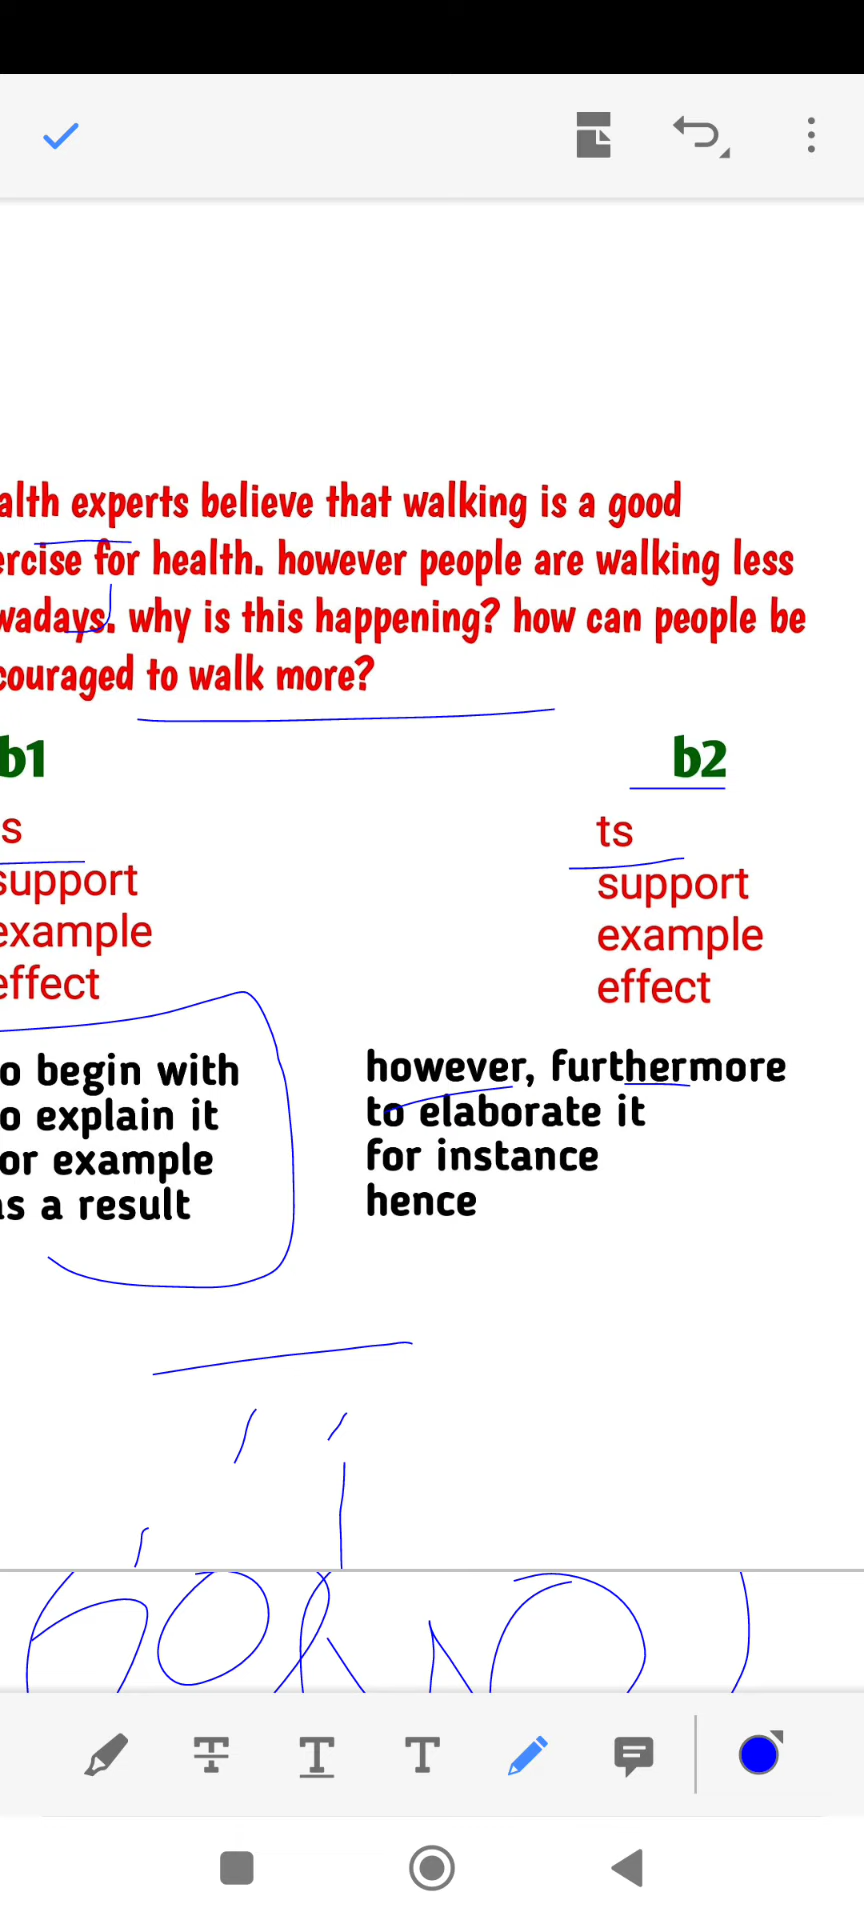 alth experts believe that walking is a good
ercise for health. however people are walking less
wadays. why is this happening? how can people be
couraged to walk more?
b1
s
support
example
effect
b2
ts
support
example
effect
o begin with
o explain it
or example
as a result
however, furthermore
to elaborate it
for instance
hence